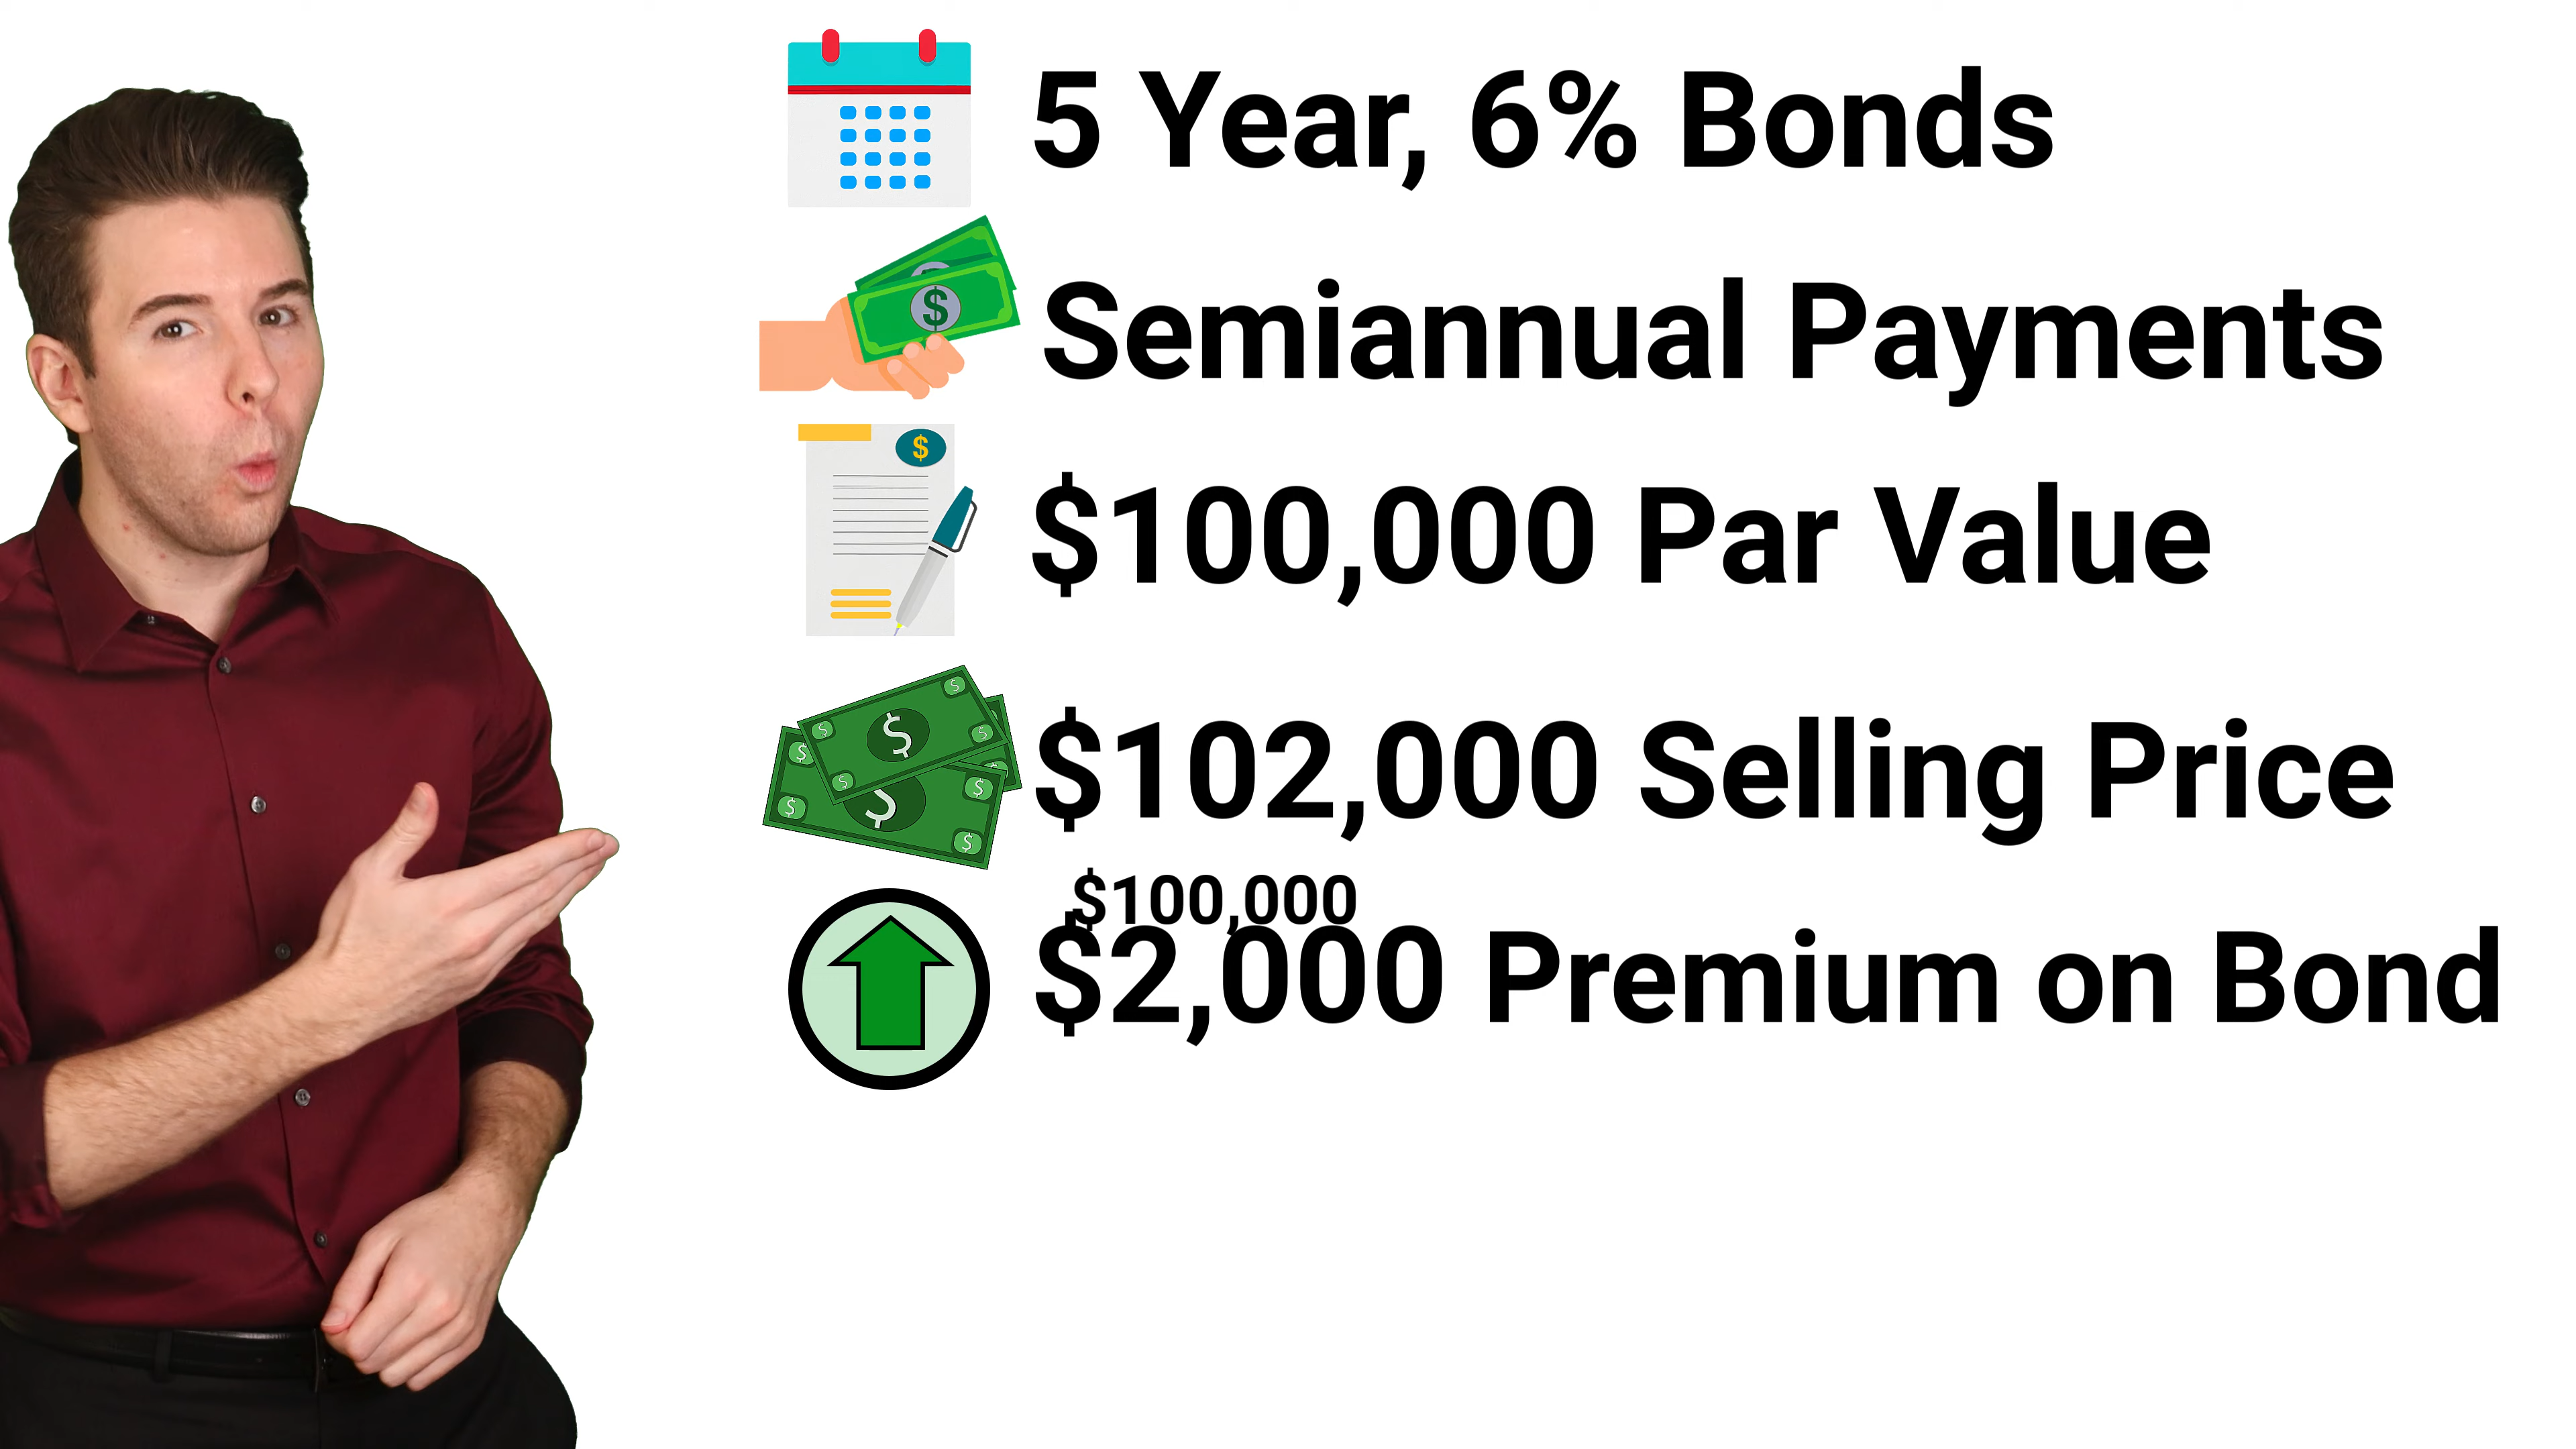 5 Year, 6% Bonds
Semiannual Payments
$100,000 Par Value
$102,000 Selling Price
$100,000
$2,000 Premium on Bond